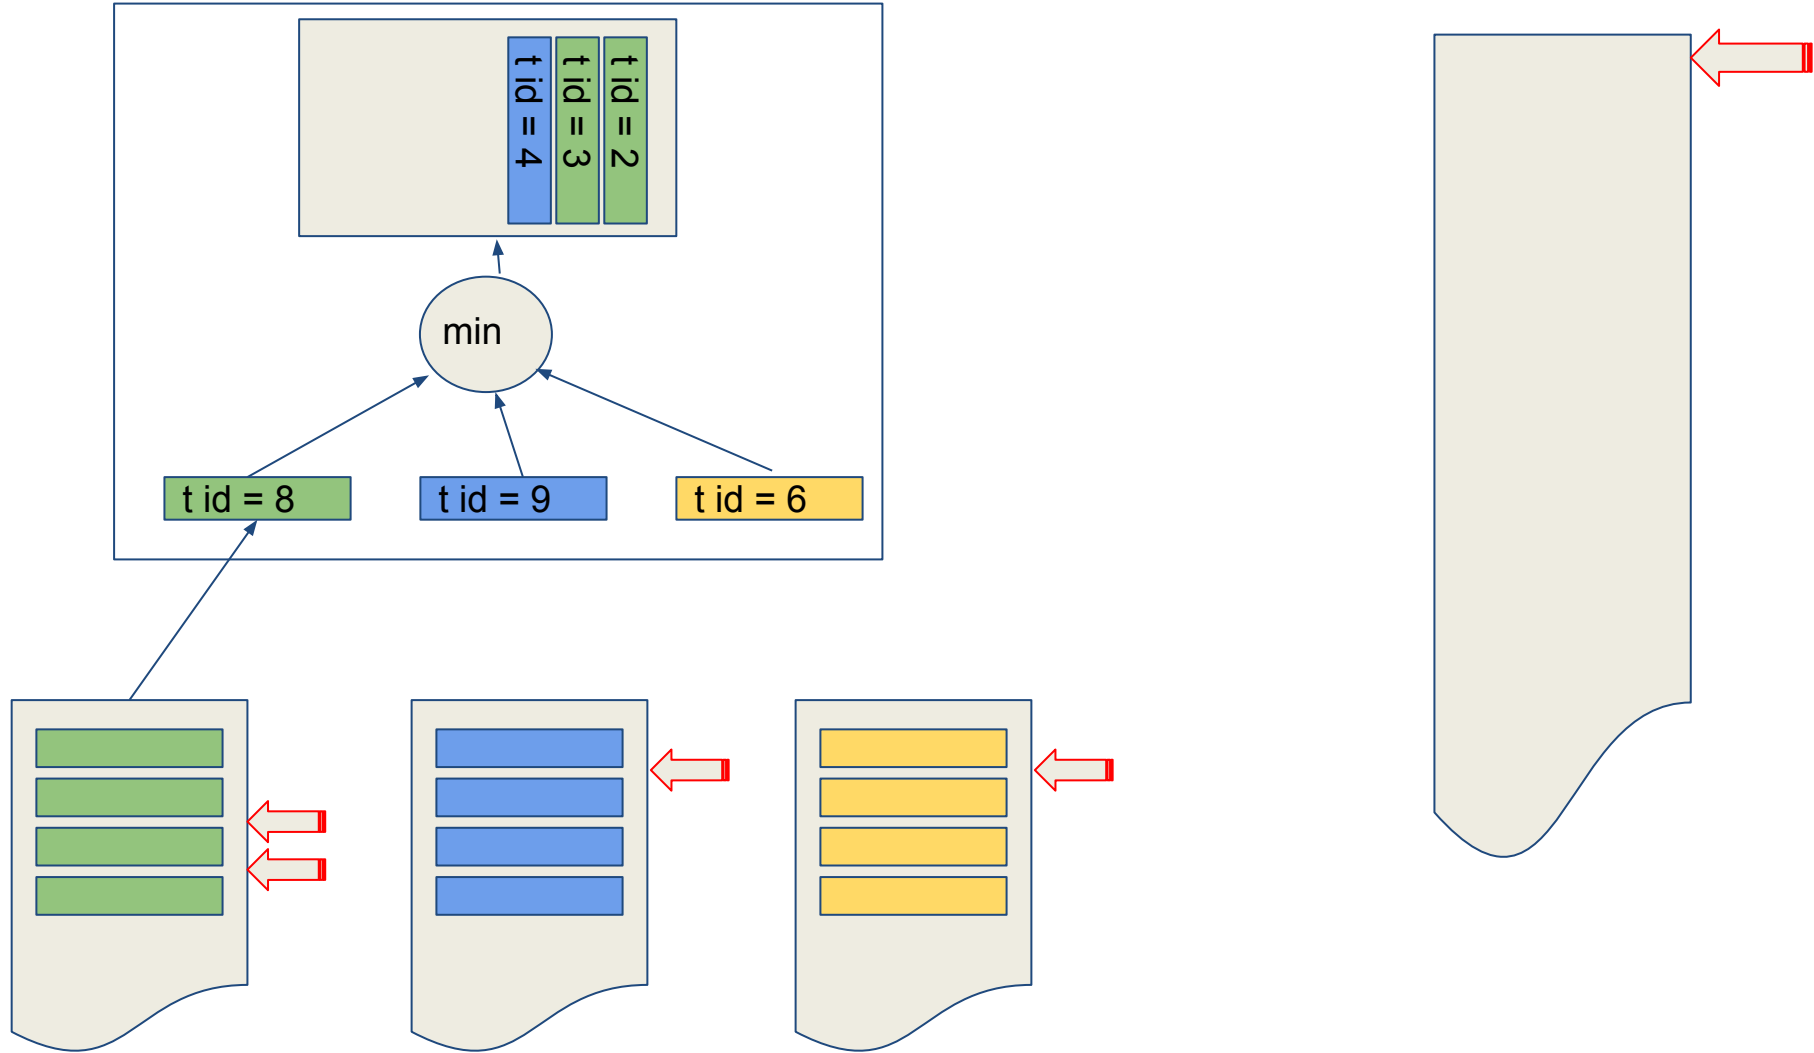 t id = 4
t id = 3
t id = 2
min
t id = 8
t id = 9
t id = 6